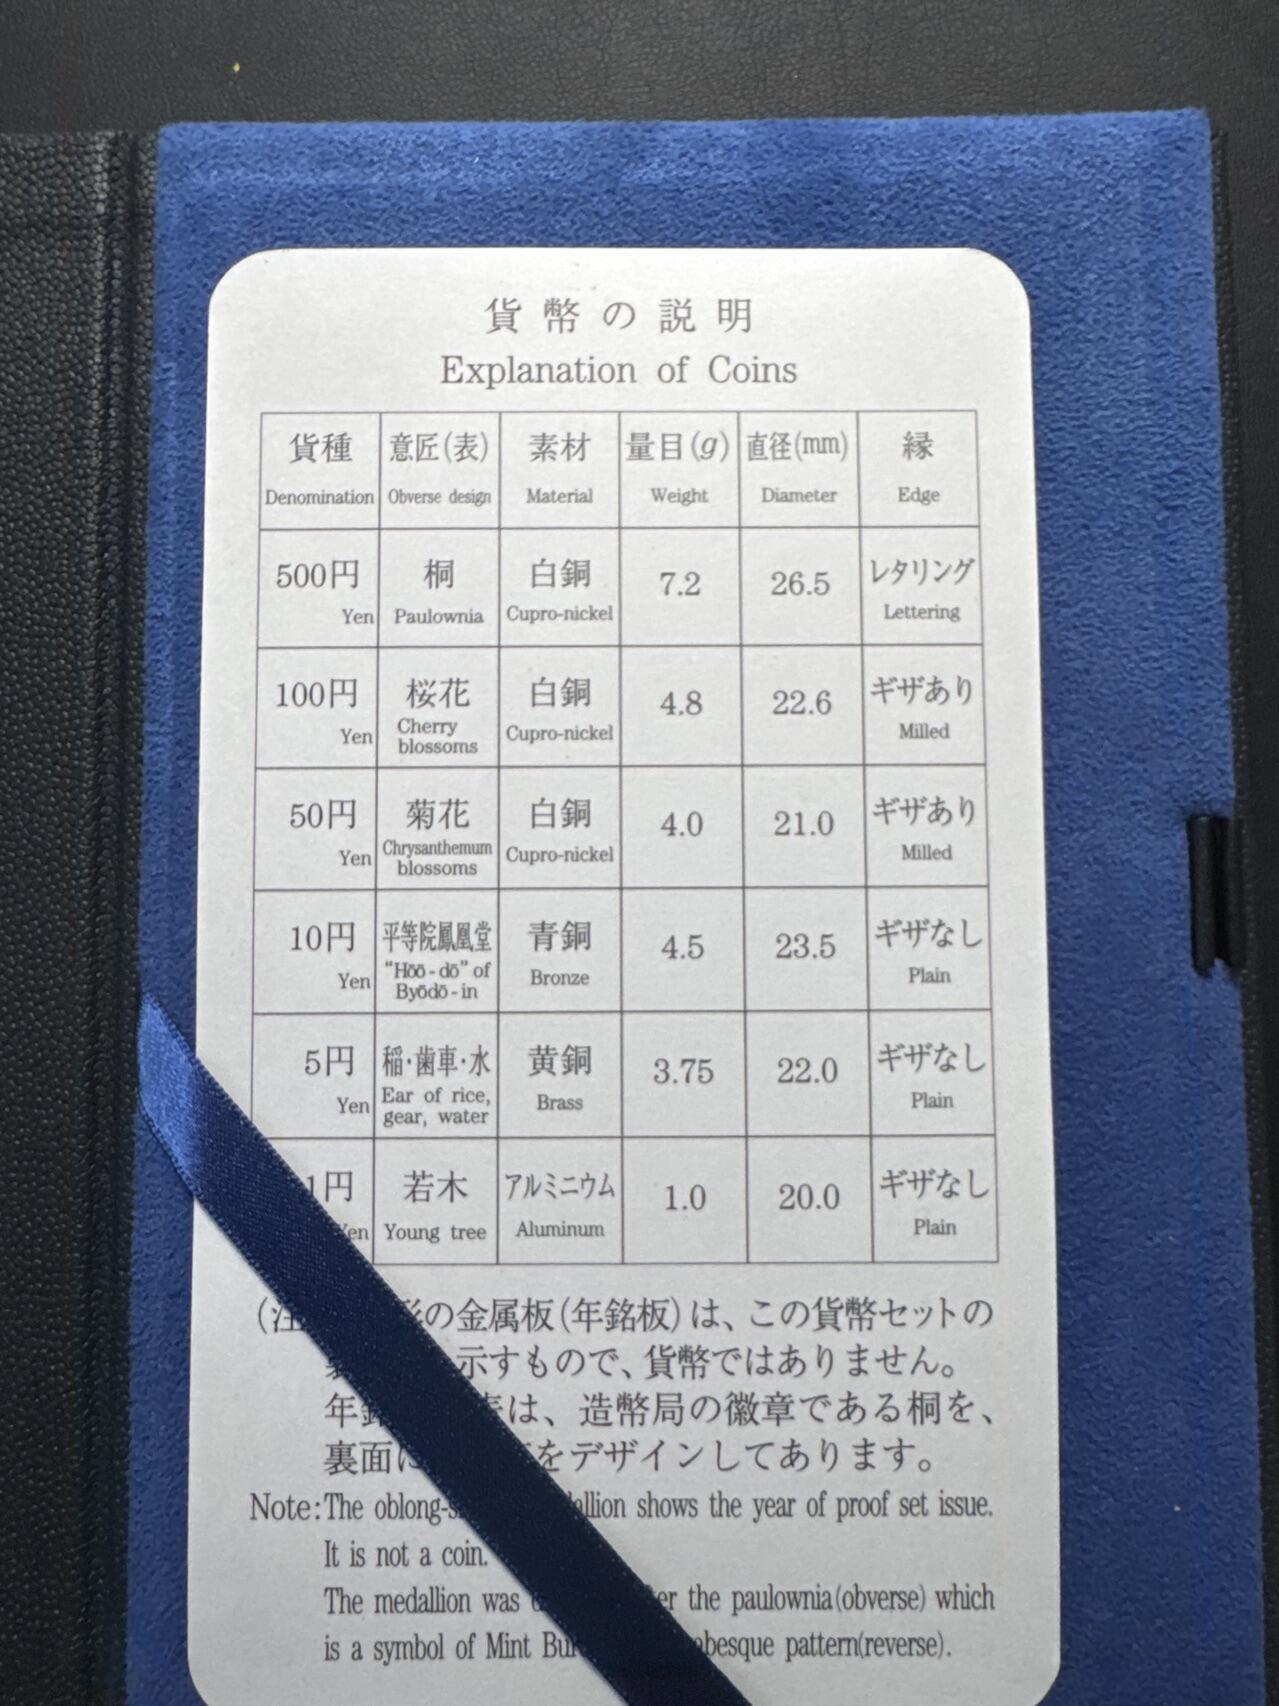 貨幣の説明
Explanation of Coins
貨種 意匠(表) 素材 量目(g) 直径(mm) 縁
Denomination Obverse design Material Weight Diameter Edge
500円 桐 白銅 7.2 26.5 レタリング
Yen Paulownia Cupro-nickel Lettering
100円 桜花 白銅 4.8 22.6 ギザあり
Yen Cherry blossoms Cupro-nickel Milled
50円 菊花 白銅 4.0 21.0 ギザあり
Yen Chrysanthemum blossoms Cupro-nickel Milled
10円 平等院鳳凰堂 青銅 4.5 23.5 ギザなし
Yen "Hōō-dō" of Byōdō-in Bronze Plain
5円 稲・歯車・水 黄銅 3.75 22.0 ギザなし
Yen Ear of rice, gear, water Brass Plain
1円 若木 アルミニウム 1.0 20.0 ギザなし
Yen Young tree Aluminum Plain
(注 形の金属板(年銘板)は、この貨幣セットの
示すもので、貨幣ではありません。
年 は、造幣局の徽章である桐を、
裏面に をデザインしてあります。
Note: The shows the year of proof set issue.
It is not a coin.
The medallion was the paulownia(obverse) which
is a symbol of Mint pattern(reverse).